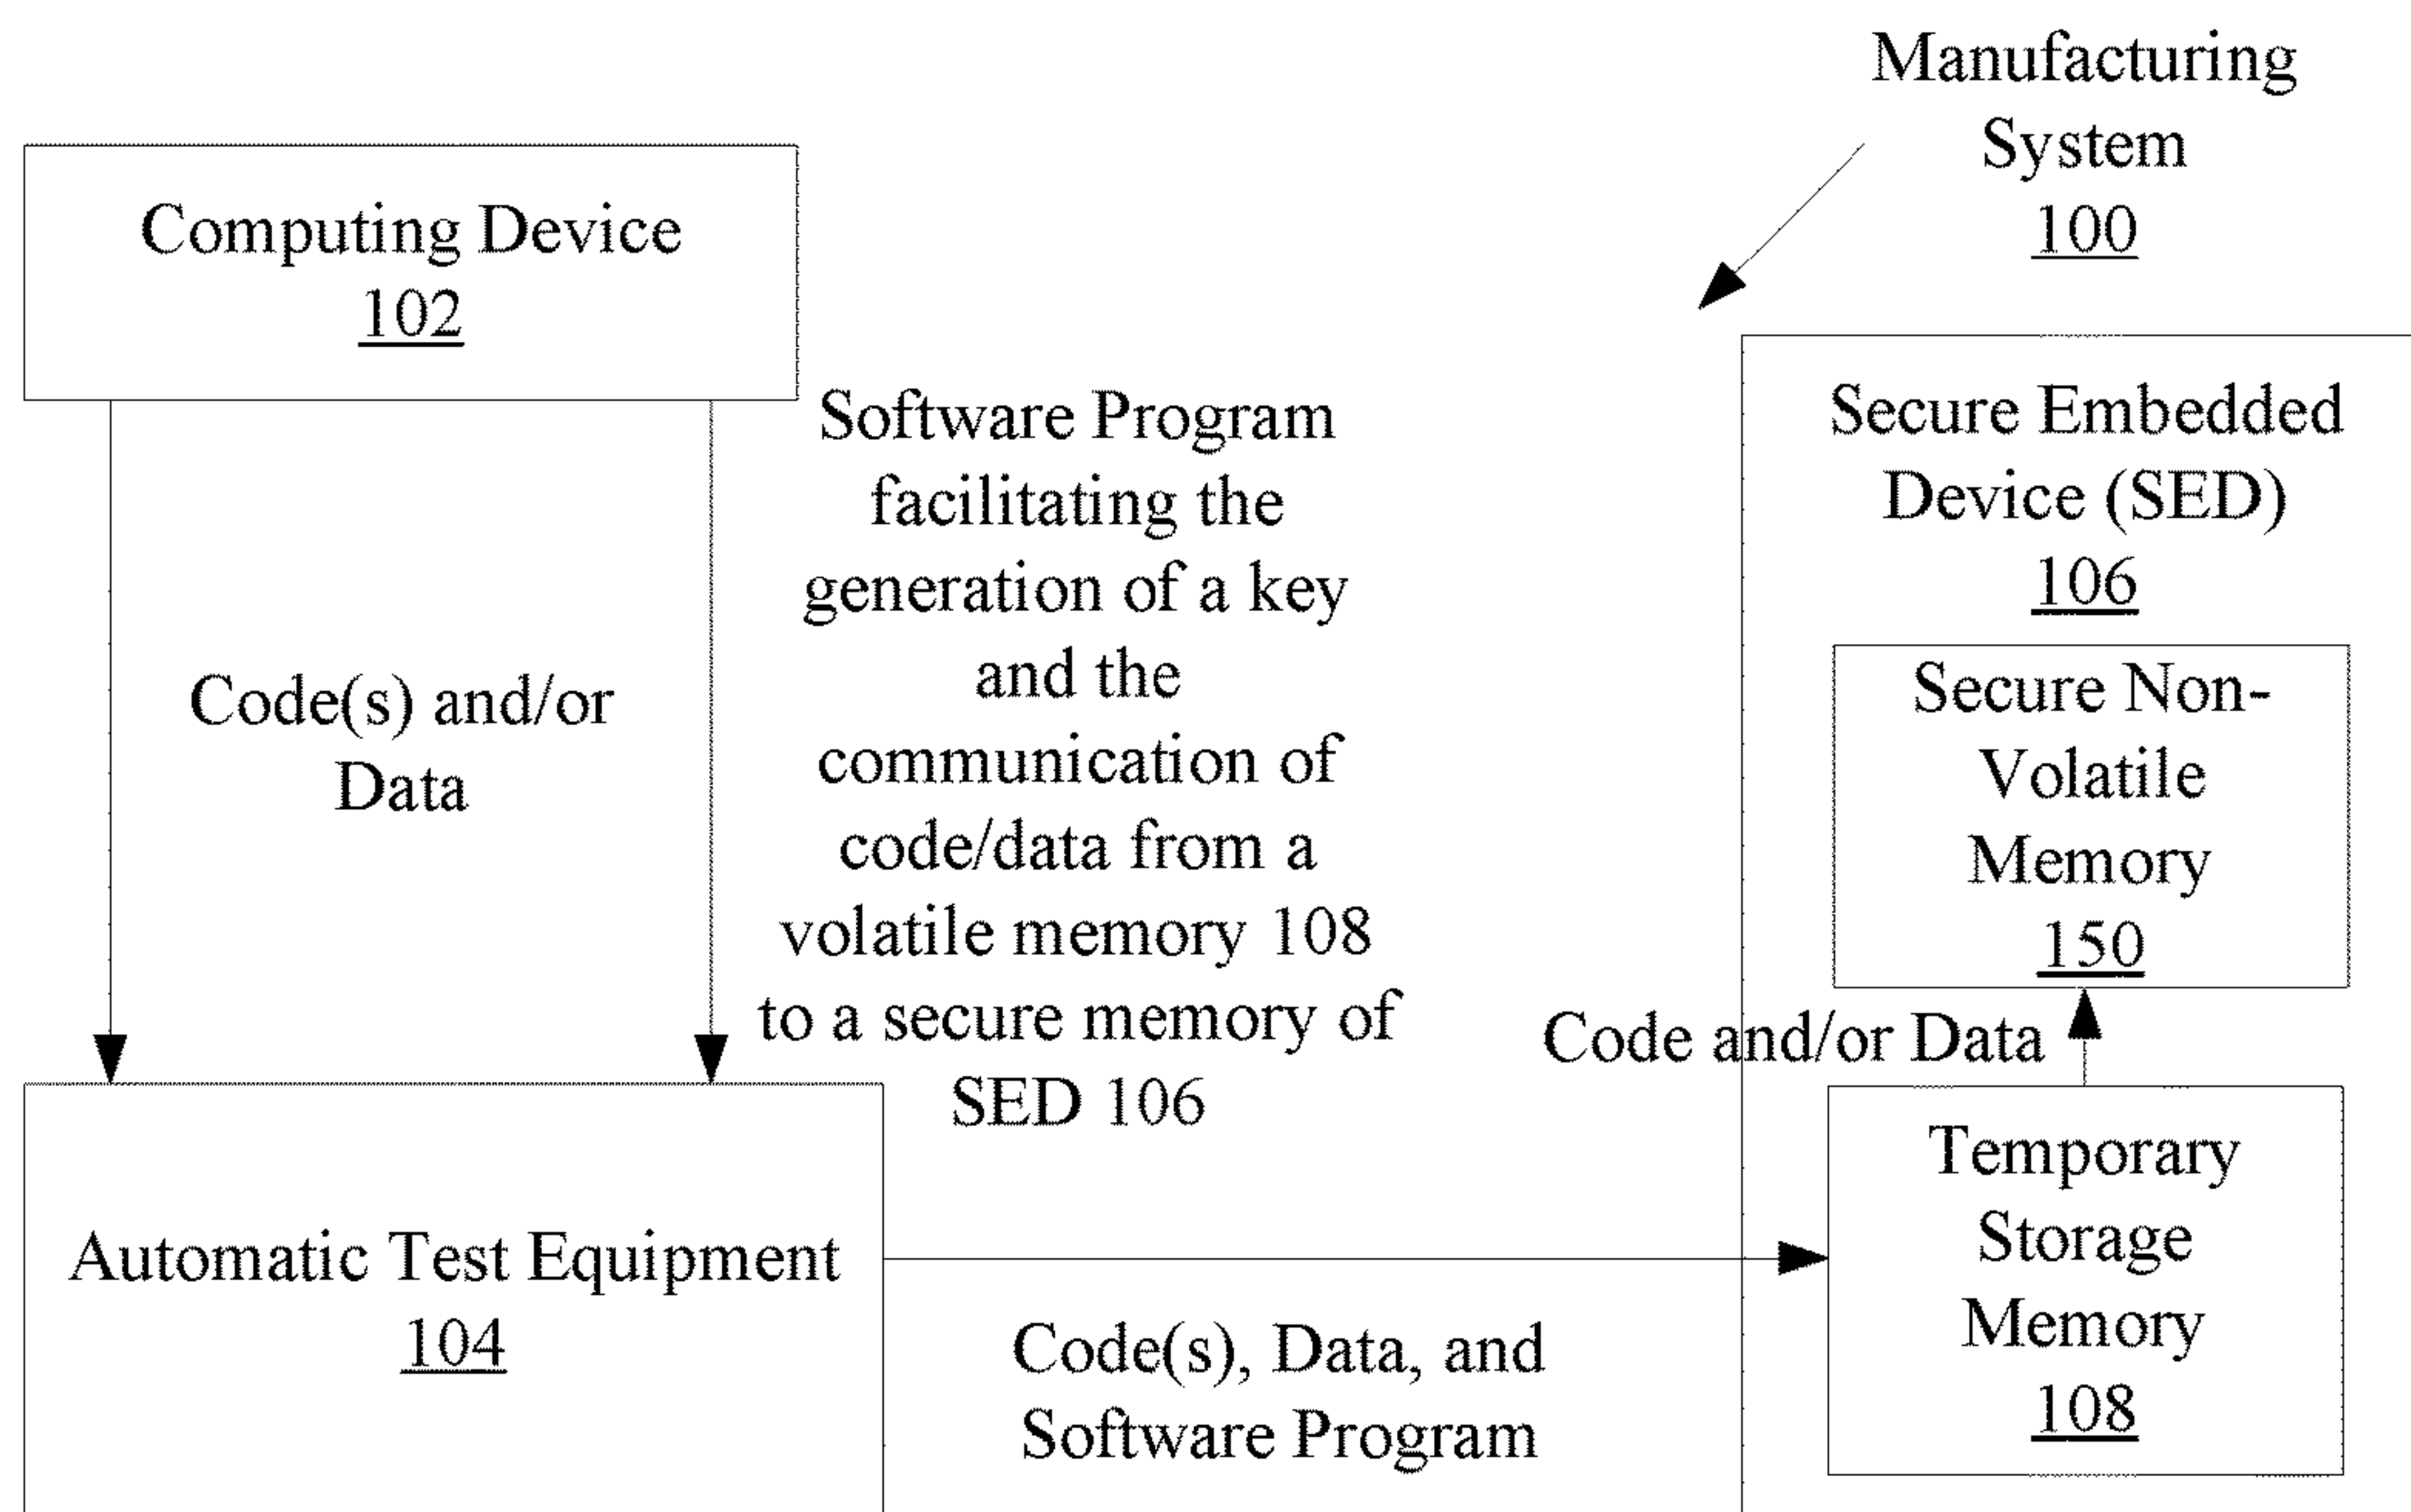 Manufacturing
System
100
Computing Device
102
Software Program
facilitating the
generation of a key
and the
communication of
code/data from a
volatile memory 108
to a secure memory of
SED 106
Code(s) and/or
Data
Secure Embedded
Device (SED)
106
Secure Non-
Volatile
Memory
150
Code and/or Data
Automatic Test Equipment
104
Code(s), Data, and
Software Program
Temporary
Storage
Memory
108